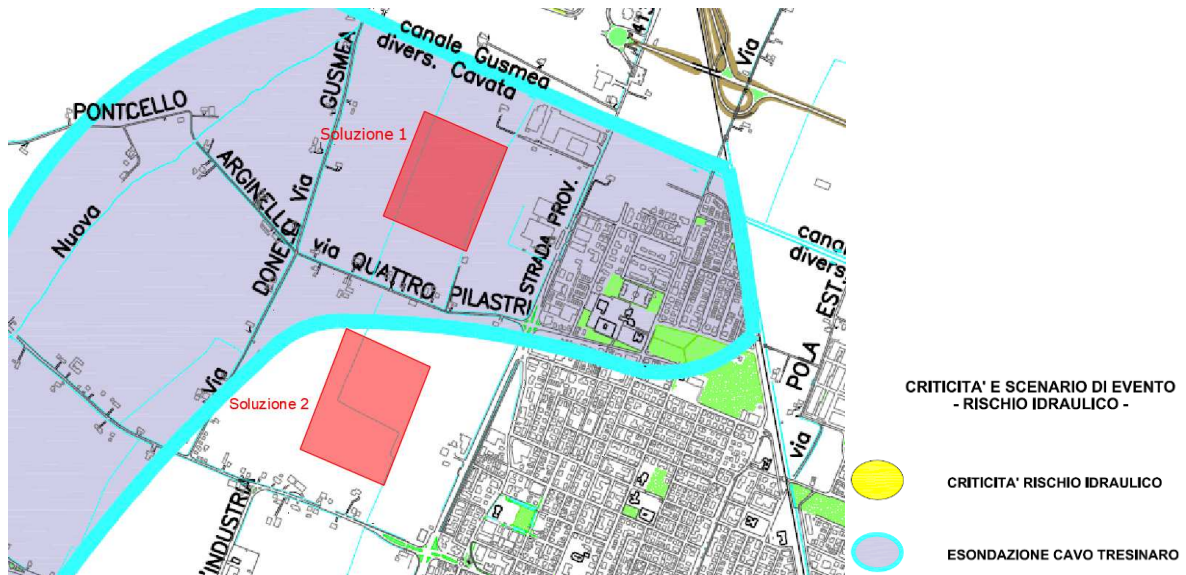 canale Gusmea
divers. Cavata
413
Via
GUSMEA
PONTCELLO
Soluzione 1
ARGINELLO
Via
Nuova
DONELLI
via QUATTRO PILASTRI
STRADA PROV.
canal
divers.
EST
POLA
via
Via
Soluzione 2
L'INDUSTRIA
CRITICITA' E SCENARIO DI EVENTO
- RISCHIO IDRAULICO -
CRITICITA' RISCHIO IDRAULICO
ESONDAZIONE CAVO TRESINARO